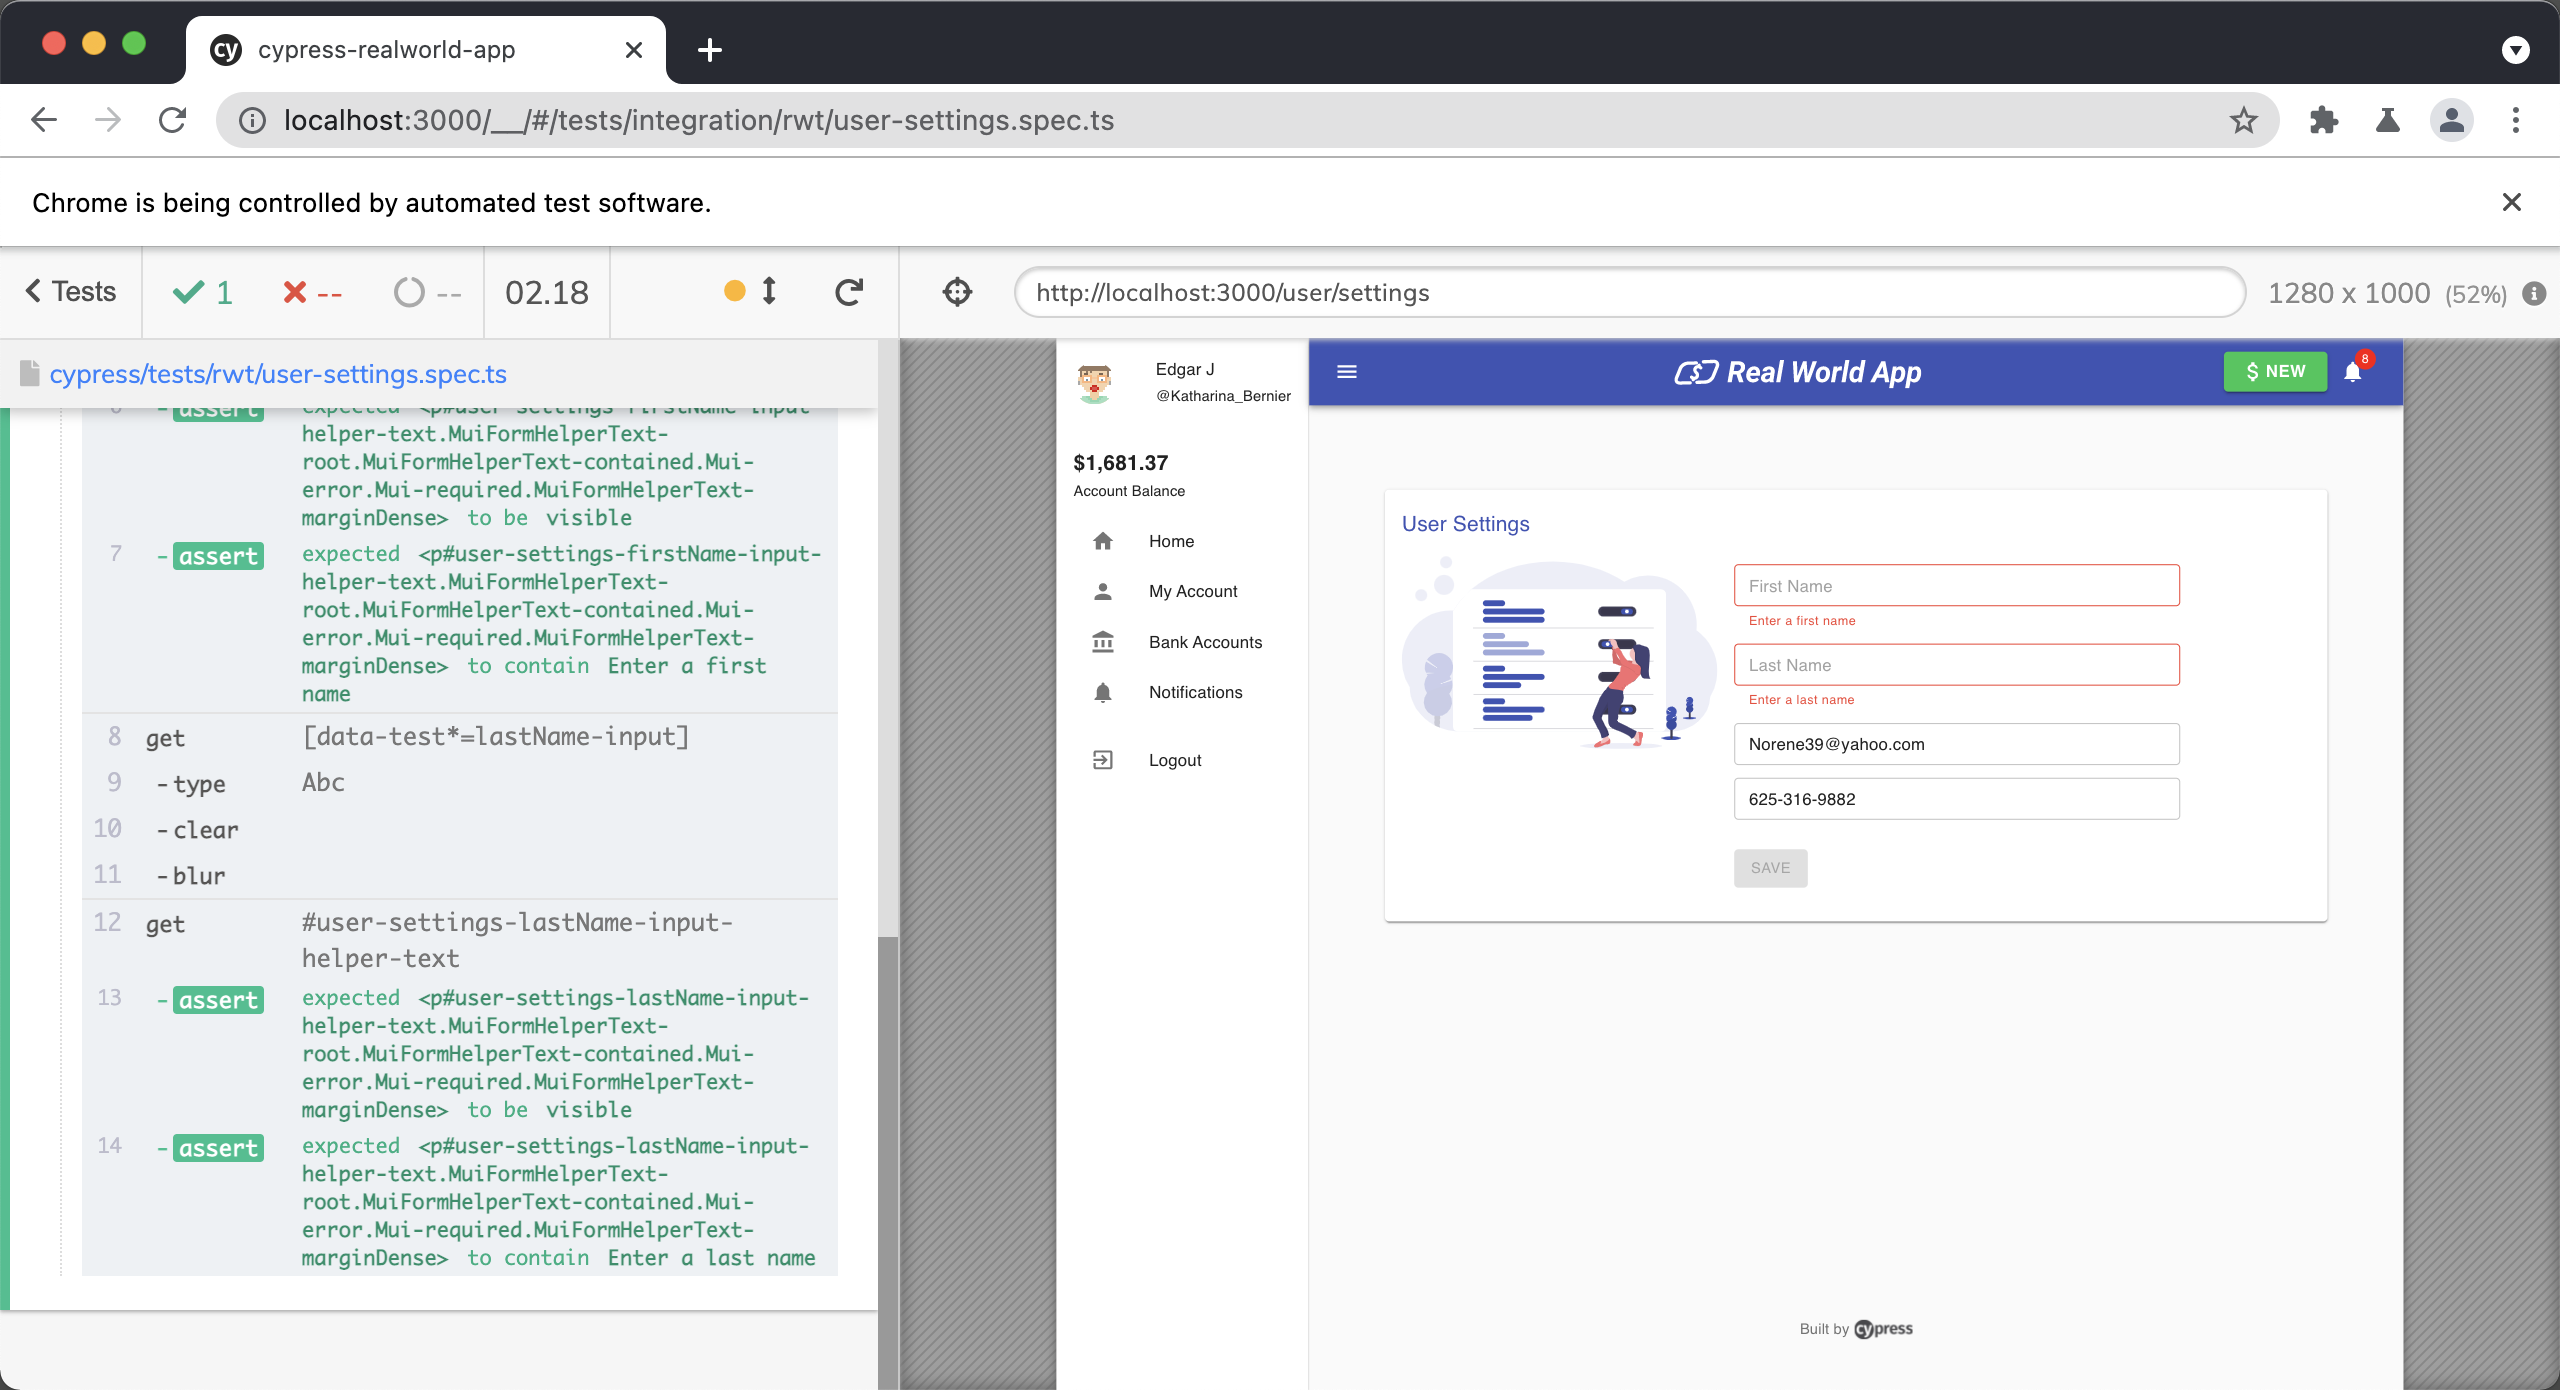 cypress-realworld-app
localhost:3000/__/#/tests/integration/rwt/user-settings.spec.ts
Chrome is being controlled by automated test software.
Tests
1
--
--
02.18
http://localhost:3000/user/settings
1280 x 1000 (52%)
cypress/tests/rwt/user-settings.spec.ts
6 -assert expected <p#user-settings-firstName-input-
helper-text.MuiFormHelperText-
root.MuiFormHelperText-contained.Mui-
error.Mui-required.MuiFormHelperText-
marginDense> to be visible
7 -assert expected <p#user-settings-firstName-input-
helper-text.MuiFormHelperText-
root.MuiFormHelperText-contained.Mui-
error.Mui-required.MuiFormHelperText-
marginDense> to contain Enter a first
name
8 get [data-test*=lastName-input]
9 -type Abc
10 -clear
11 -blur
12 get #user-settings-lastName-input-
helper-text
13 -assert expected <p#user-settings-lastName-input-
helper-text.MuiFormHelperText-
root.MuiFormHelperText-contained.Mui-
error.Mui-required.MuiFormHelperText-
marginDense> to be visible
14 -assert expected <p#user-settings-lastName-input-
helper-text.MuiFormHelperText-
root.MuiFormHelperText-contained.Mui-
error.Mui-required.MuiFormHelperText-
marginDense> to contain Enter a last name
Edgar J
@Katharina_Bernier
$1,681.37
Account Balance
Home
My Account
Bank Accounts
Notifications
Logout
Real World App
$ NEW
8
User Settings
First Name
Enter a first name
Last Name
Enter a last name
Norene39@yahoo.com
625-316-9882
SAVE
Built by cypress